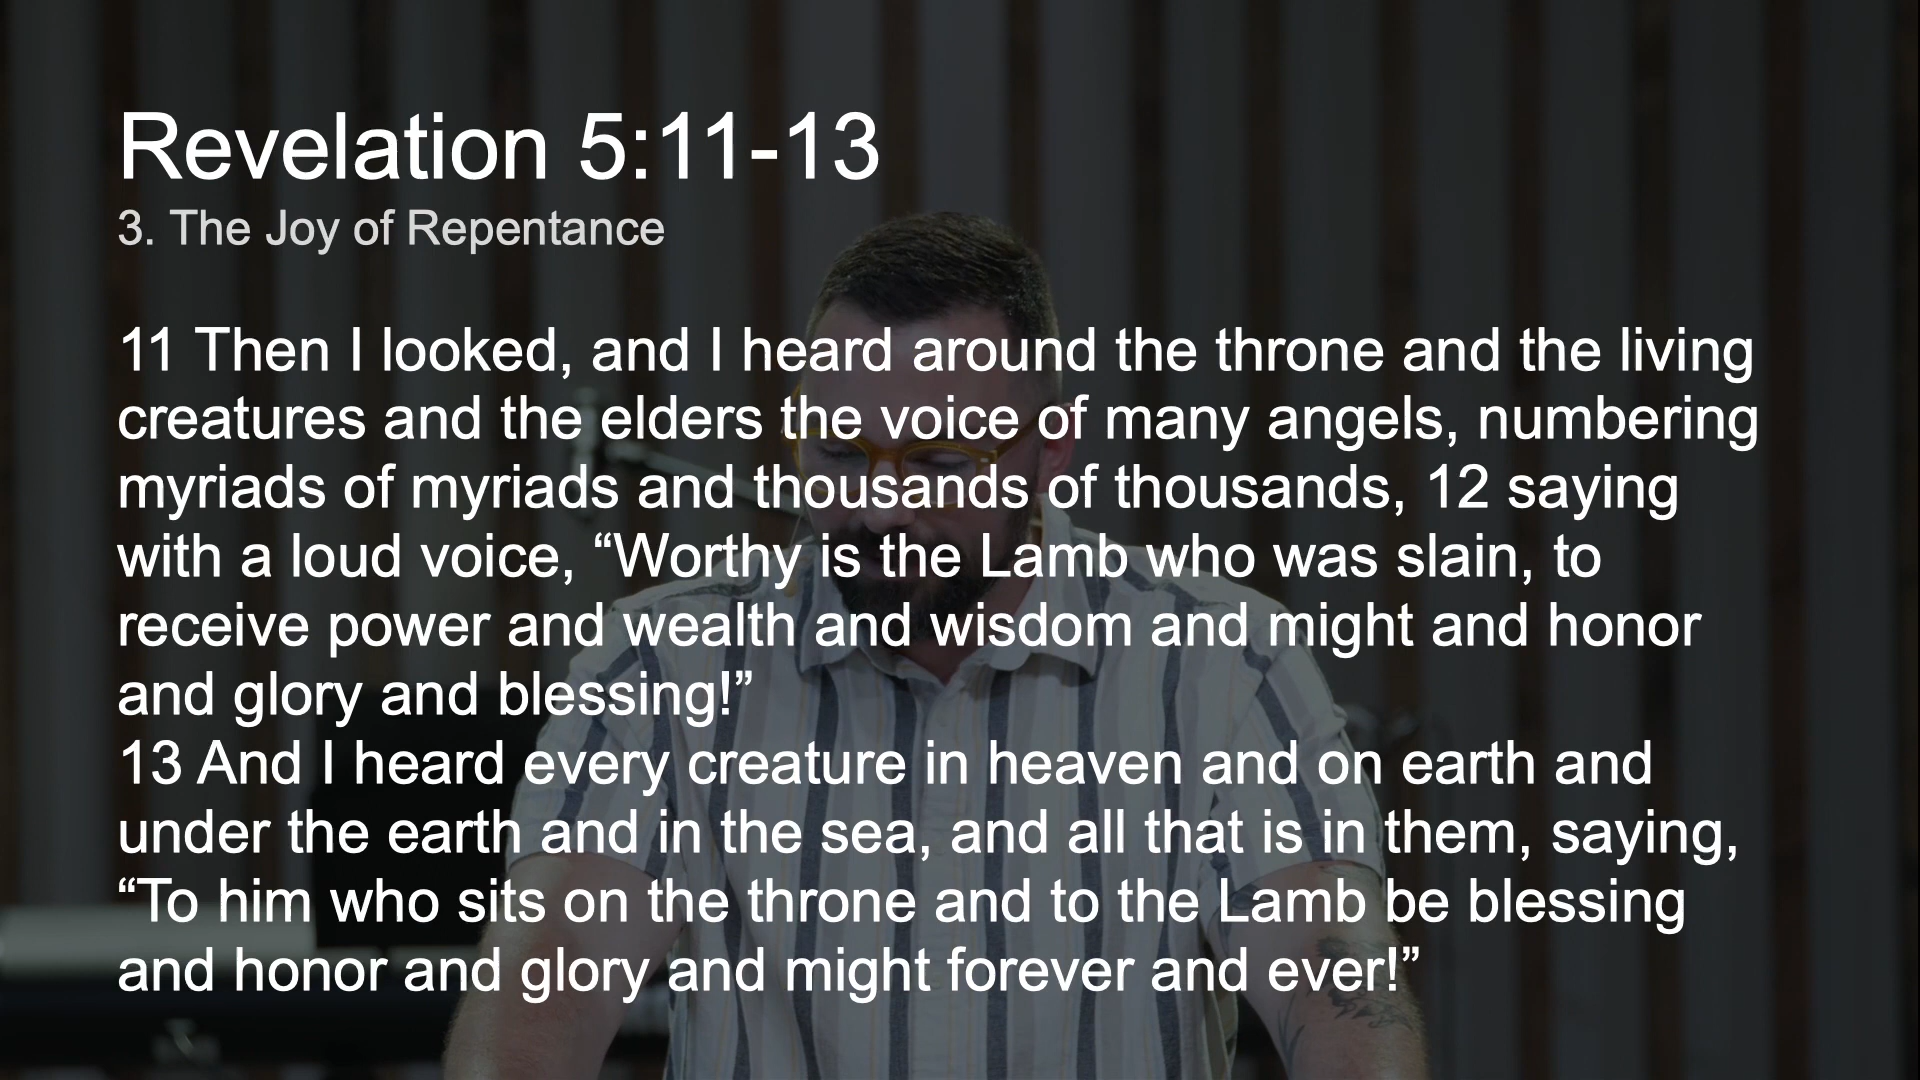 Revelation 5:11-13
3. The Joy of Repentance
11 Then I looked, and I heard around the throne and the living
creatures and the elders the voice of many angels, numbering
myriads of myriads and thousands of thousands, 12 saying
with a loud voice, “Worthy is the Lamb who was slain, to
receive power and wealth and wisdom and might and honor
and glory and blessing!”
13 And I heard every creature in heaven and on earth and
under the earth and in the sea, and all that is in them, saying,
“To him who sits on the throne and to the Lamb be blessing
and honor and glory and might forever and ever!”